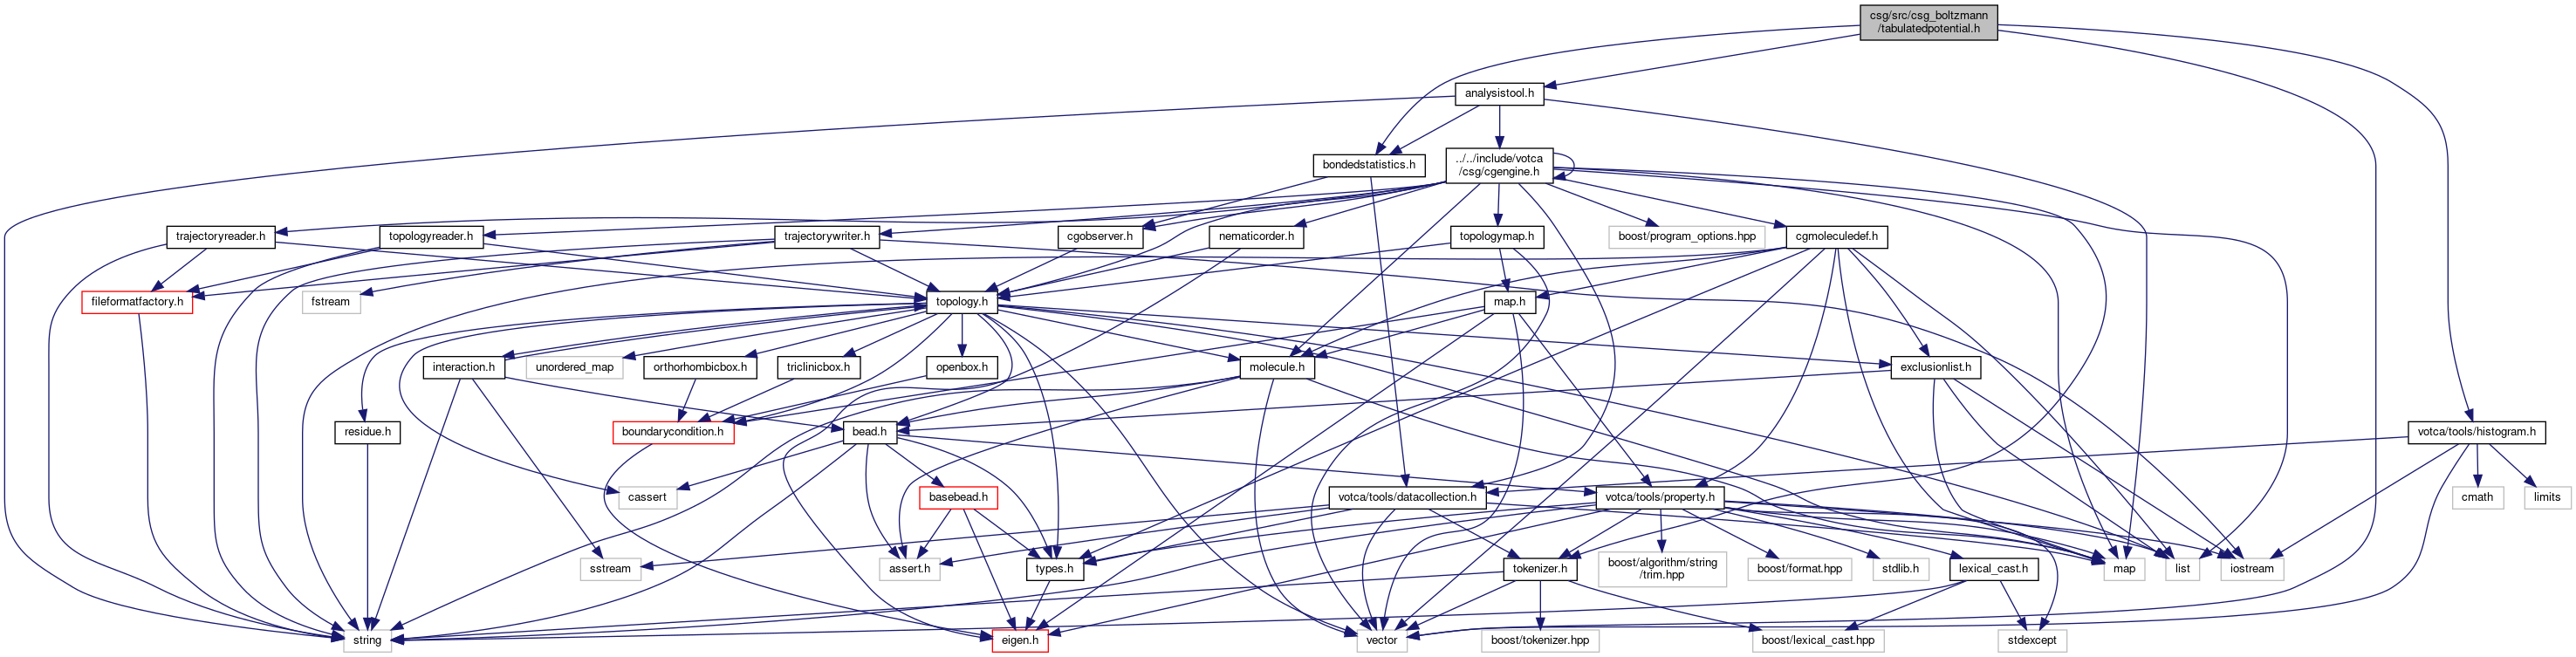 csg/src/csg_boltzmann
/tabulatedpotential.h
analysistool.h
bondedstatistics.h
../../include/votca
/csg/cgengine.h
trajectoryreader.h
topologyreader.h
trajectorywriter.h
cgobserver.h
nematicorder.h
topologymap.h
boost/program_options.hpp
cgmoleculedef.h
fileformatfactory.h
fstream
topology.h
map.h
interaction.h
unordered_map
orthorhombicbox.h
triclinicbox.h
openbox.h
molecule.h
exclusionlist.h
residue.h
boundarycondition.h
bead.h
votca/tools/histogram.h
cassert
basebead.h
votca/tools/datacollection.h
votca/tools/property.h
cmath
limits
sstream
assert.h
types.h
tokenizer.h
boost/algorithm/string
/trim.hpp
boost/format.hpp
stdlib.h
lexical_cast.h
map
list
iostream
string
eigen.h
vector
boost/tokenizer.hpp
boost/lexical_cast.hpp
stdexcept